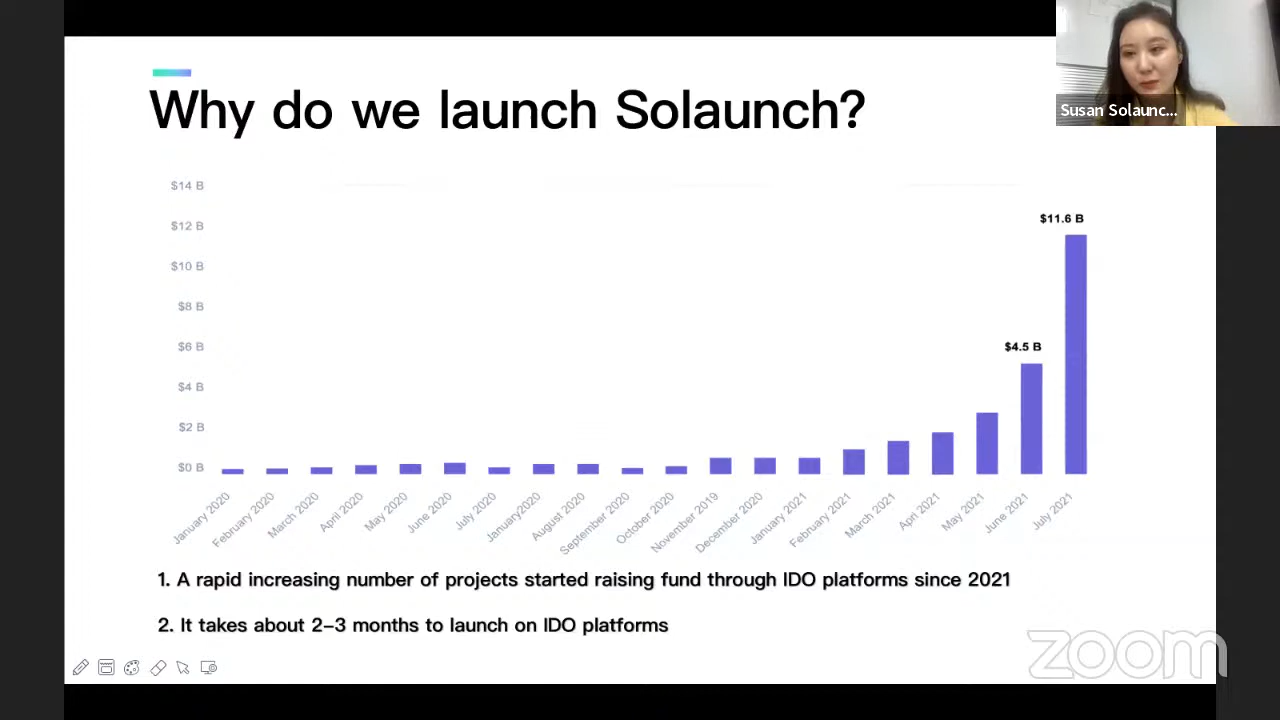 Why do we launch Solaunch?
Susan Solaunc...
$14 B
$12 B
$10 B
$8 B
$6 B
$4 B
$2 B
$0 B
$11.6 B
$4.5 B
January 2020
February 2020
March 2020
April 2020
May 2020
June 2020
July 2020
January2020
August 2020
September 2020
October 2020
November 2019
December 2020
January 2021
February 2021
March 2021
April 2021
May 2021
June 2021
July 2021
1. A rapid increasing number of projects started raising fund through IDO platforms since 2021
2. It takes about 2–3 months to launch on IDO platforms
zoom